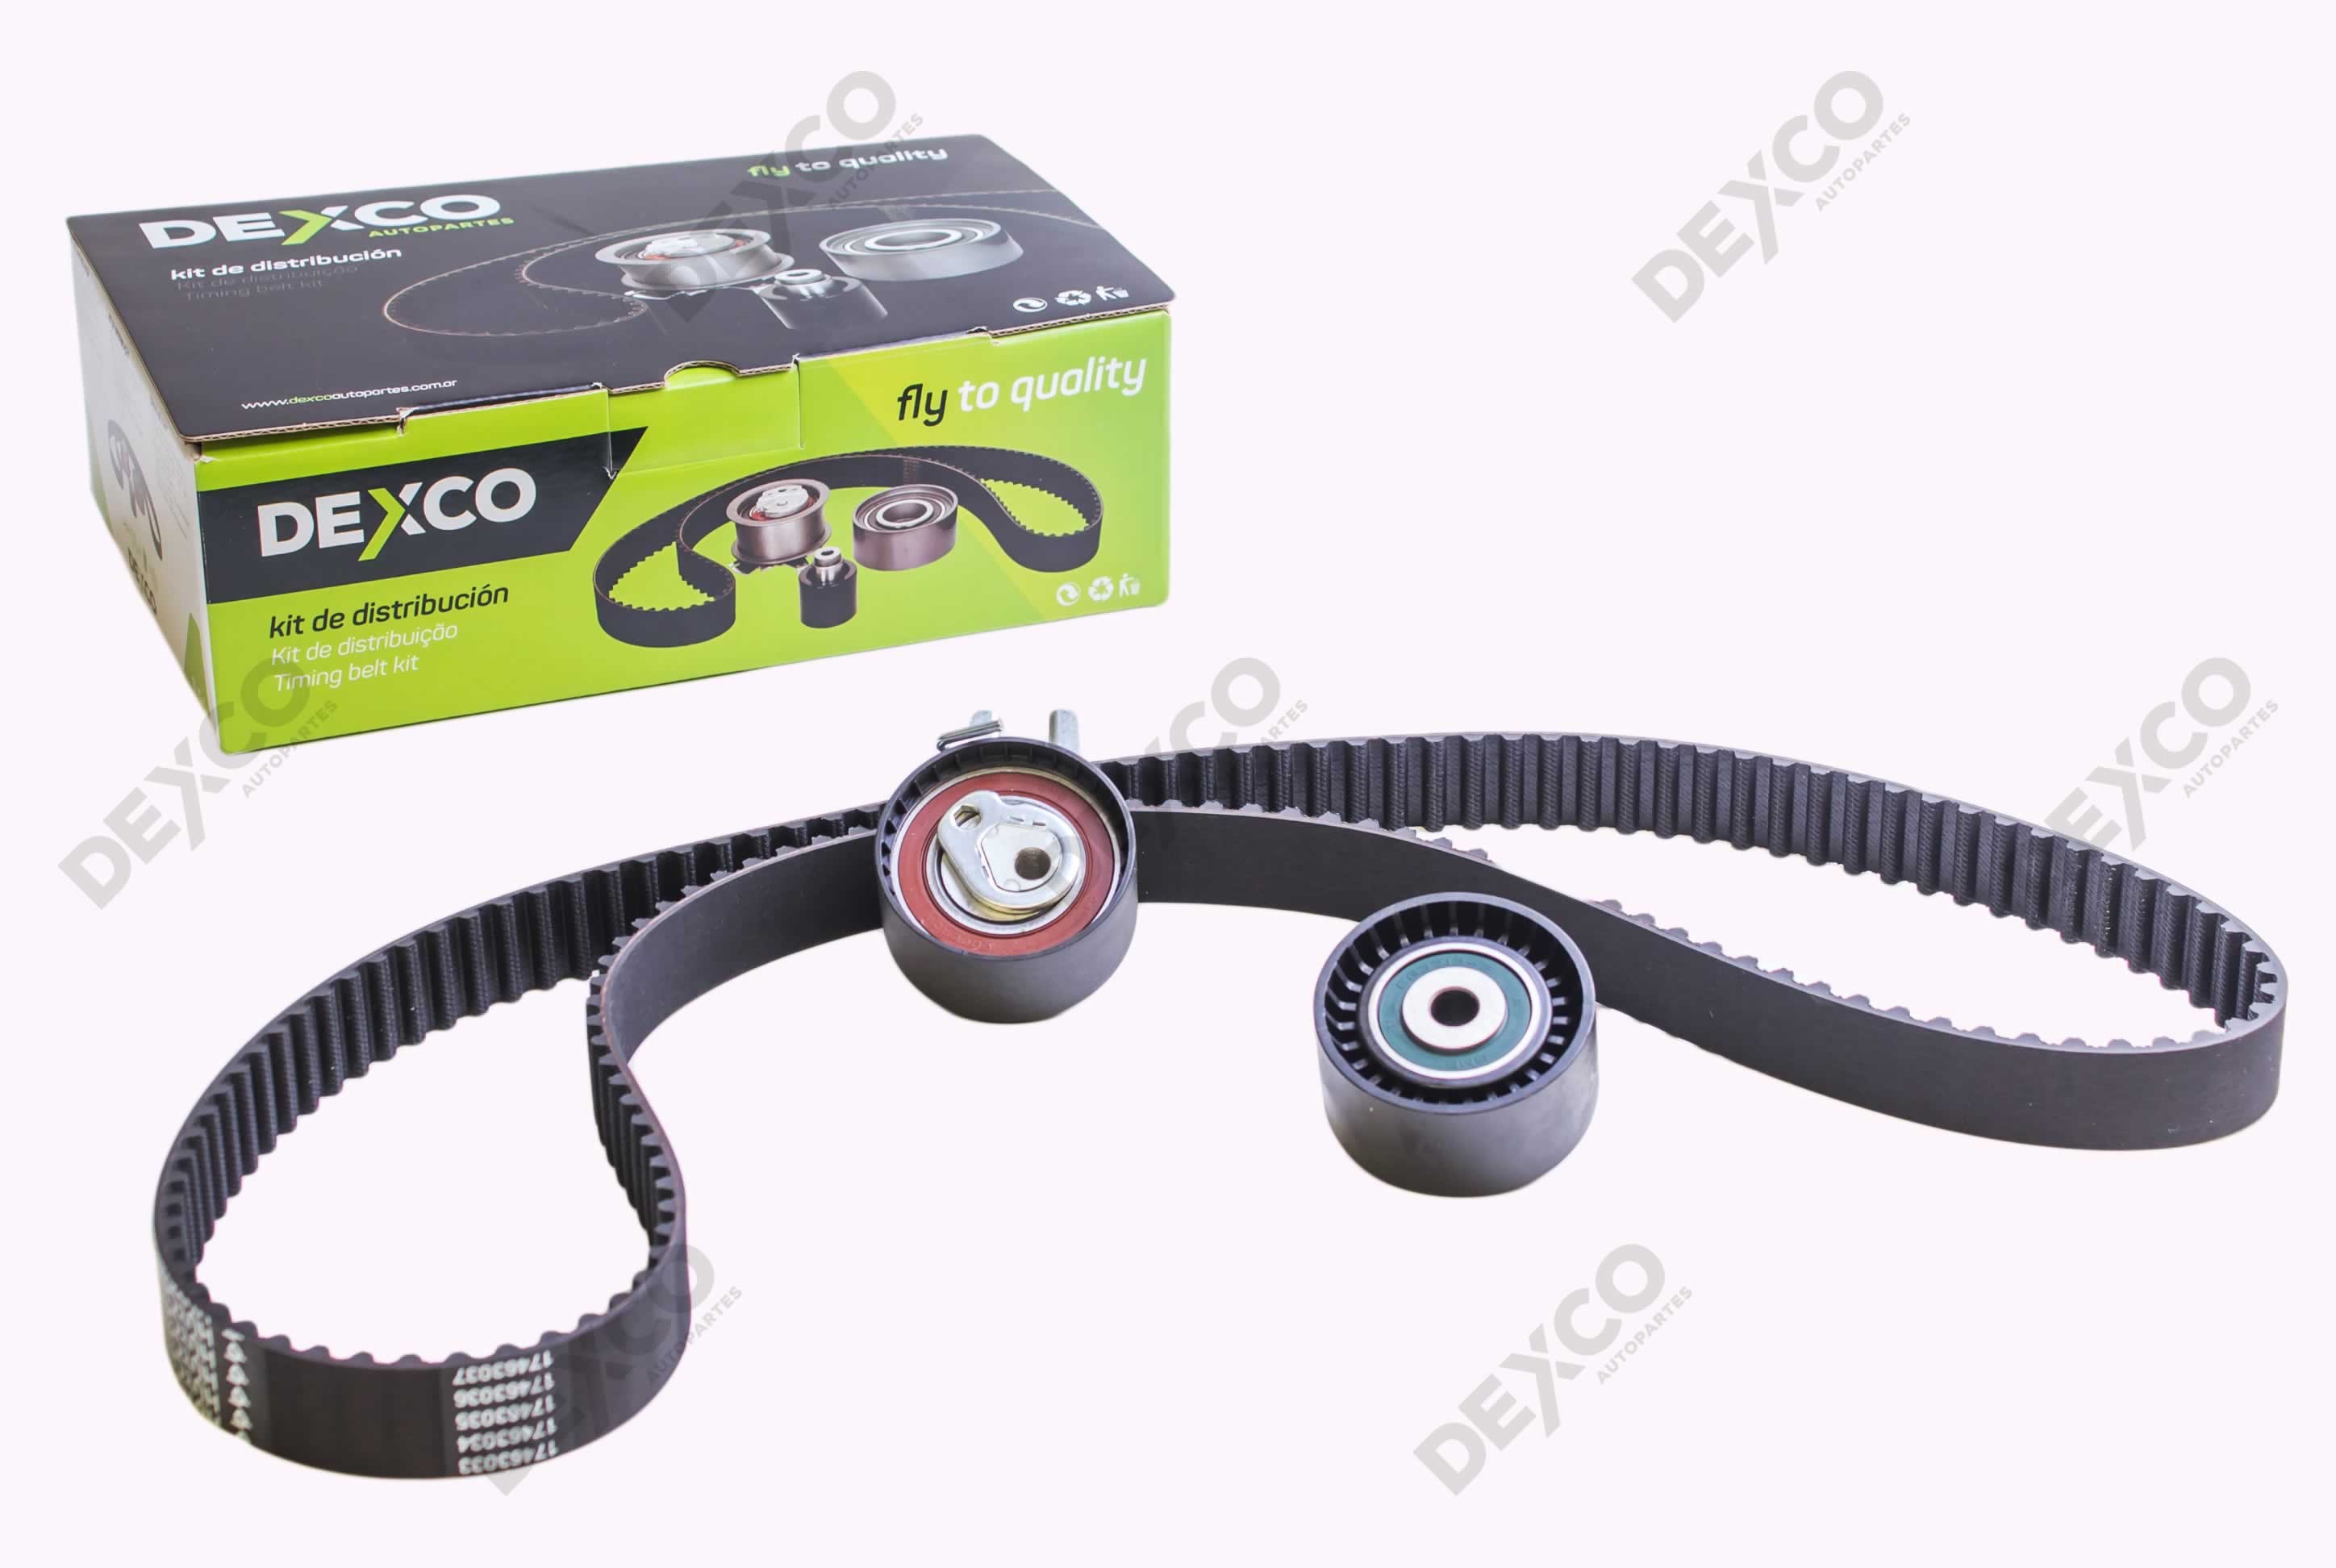 fly to quality
DEXCO
AUTOPARTES
kit de distribución
Kit de distribuição
Timing belt kit
www.dexcoautopartes.com.ar
fly to quality
DEXCO
kit de distribución
Kit de distribuição
Timing belt kit
17463037
17463036
17463035
17463034
17463033
DEXCO
AUTOPARTES
DEXCO
AUTOPARTES
DEXCO
AUTOPARTES
DEXCO
AUTOPARTES
DEXCO
AUTOPARTES
DEXCO
AUTOPARTES
DEXCO
AUTOPARTES